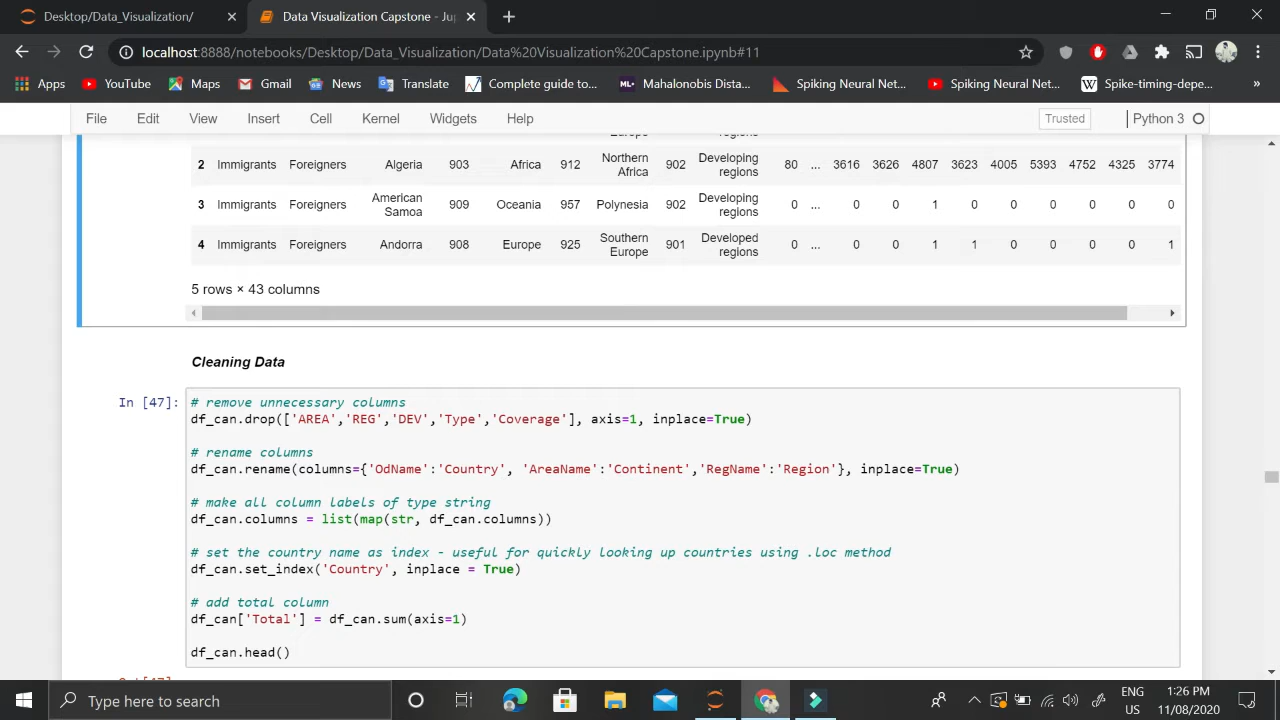 Desktop/Data_Visualization/
Data Visualization Capstone - Jup
localhost:8888/notebooks/Desktop/Data_Visualization/Data%20Visualization%20Capstone.ipynb#11
Apps YouTube Maps Gmail News Translate Complete guide to... ML+ Mahalonobis Dista... Spiking Neural Net... Spiking Neural Net... W Spike-timing-depe... »
File Edit View Insert Cell Kernel Widgets Help Trusted Python 3
Europe regions
2 Immigrants Foreigners Algeria 903 Africa 912 Northern Africa 902 Developing regions 80 ... 3616 3626 4807 3623 4005 5393 4752 4325 3774
3 Immigrants Foreigners American Samoa 909 Oceania 957 Polynesia 902 Developing regions 0 ... 0 0 1 0 0 0 0 0 0
4 Immigrants Foreigners Andorra 908 Europe 925 Southern Europe 901 Developed regions 0 ... 0 0 1 1 0 0 0 0 1
5 rows × 43 columns
Cleaning Data
In [47]:
# remove unnecessary columns
df_can.drop(['AREA','REG','DEV','Type','Coverage'], axis=1, inplace=True)
# rename columns
df_can.rename(columns={'OdName':'Country', 'AreaName':'Continent','RegName':'Region'}, inplace=True)
# make all column labels of type string
df_can.columns = list(map(str, df_can.columns))
# set the country name as index - useful for quickly looking up countries using .loc method
df_can.set_index('Country', inplace = True)
# add total column
df_can['Total'] = df_can.sum(axis=1)
df_can.head()
Out[47]
Type here to search
ENG
US
1:26 PM
11/08/2020